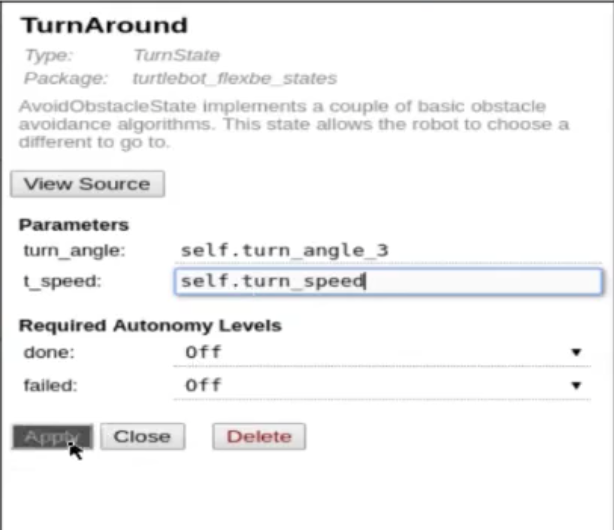 TurnAround
Type: TurnState
Package: turtlebot_flexbe_states
AvoidObstacleState implements a couple of basic obstacle
avoidance algorithms. This state allows the robot to choose a
different to go to.
View Source
Parameters
turn_angle: self.turn_angle_3
t_speed: self.turn_speed
Required Autonomy Levels
done: Off
failed: Off
Apply Close Delete